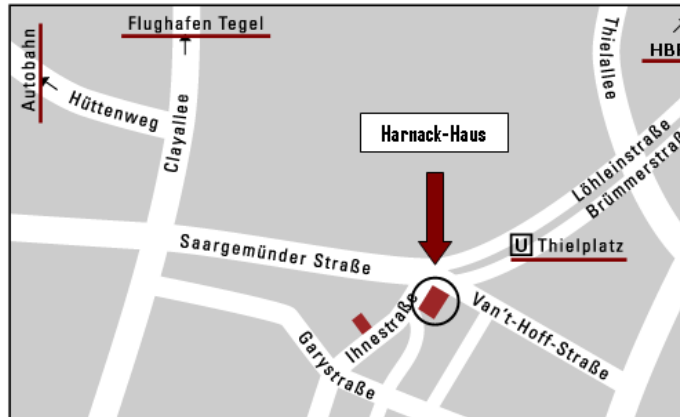 Flughafen Tegel
HBF
Autobahn
Hüttenweg
Clayallee
Thielallee
Harnack-Haus
Löhleinstraße
Brümmerstraße
Saargemünder Straße
U Thielplatz
Ihnestraße
Garystraße
Van't-Hoff-Straße